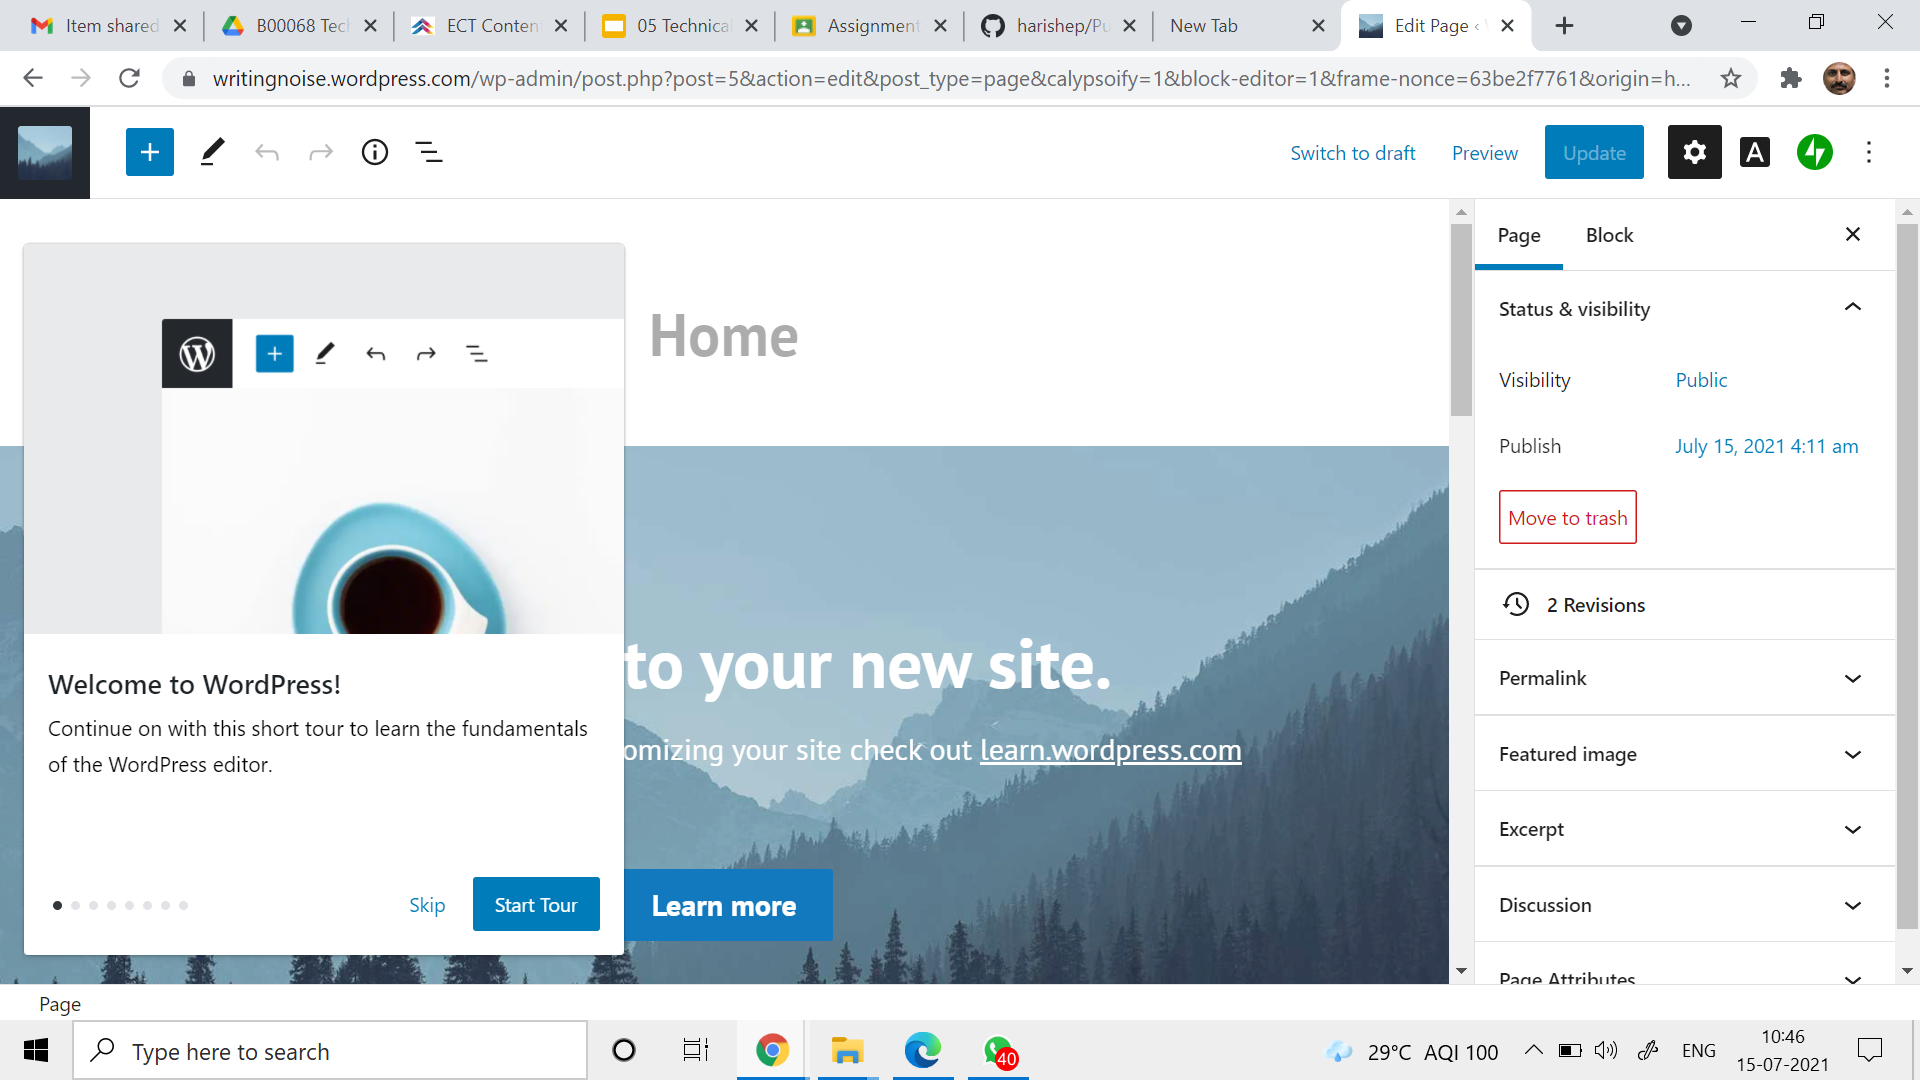 Item shared
B00068 Tech
ECT Conten
05 Technical
Assignment
harishep/Pu
New Tab
Edit Page ‹
writingnoise.wordpress.com/wp-admin/post.php?post=5&action=edit&post_type=page&calypsoify=1&block-editor=1&frame-nonce=63be2f7761&origin=h...
Switch to draft
Preview
Update
A
Page
Block
Home
Status & visibility
Visibility
Public
Publish
July 15, 2021 4:11 am
Move to trash
2 Revisions
to your new site.
Permalink
Welcome to WordPress!
Continue on with this short tour to learn the fundamentals
of the WordPress editor.
omizing your site check out learn.wordpress.com
Featured image
Excerpt
Skip
Start Tour
Learn more
Discussion
Page Attributes
Page
Type here to search
40
29°C AQI 100
ENG
10:46
15-07-2021